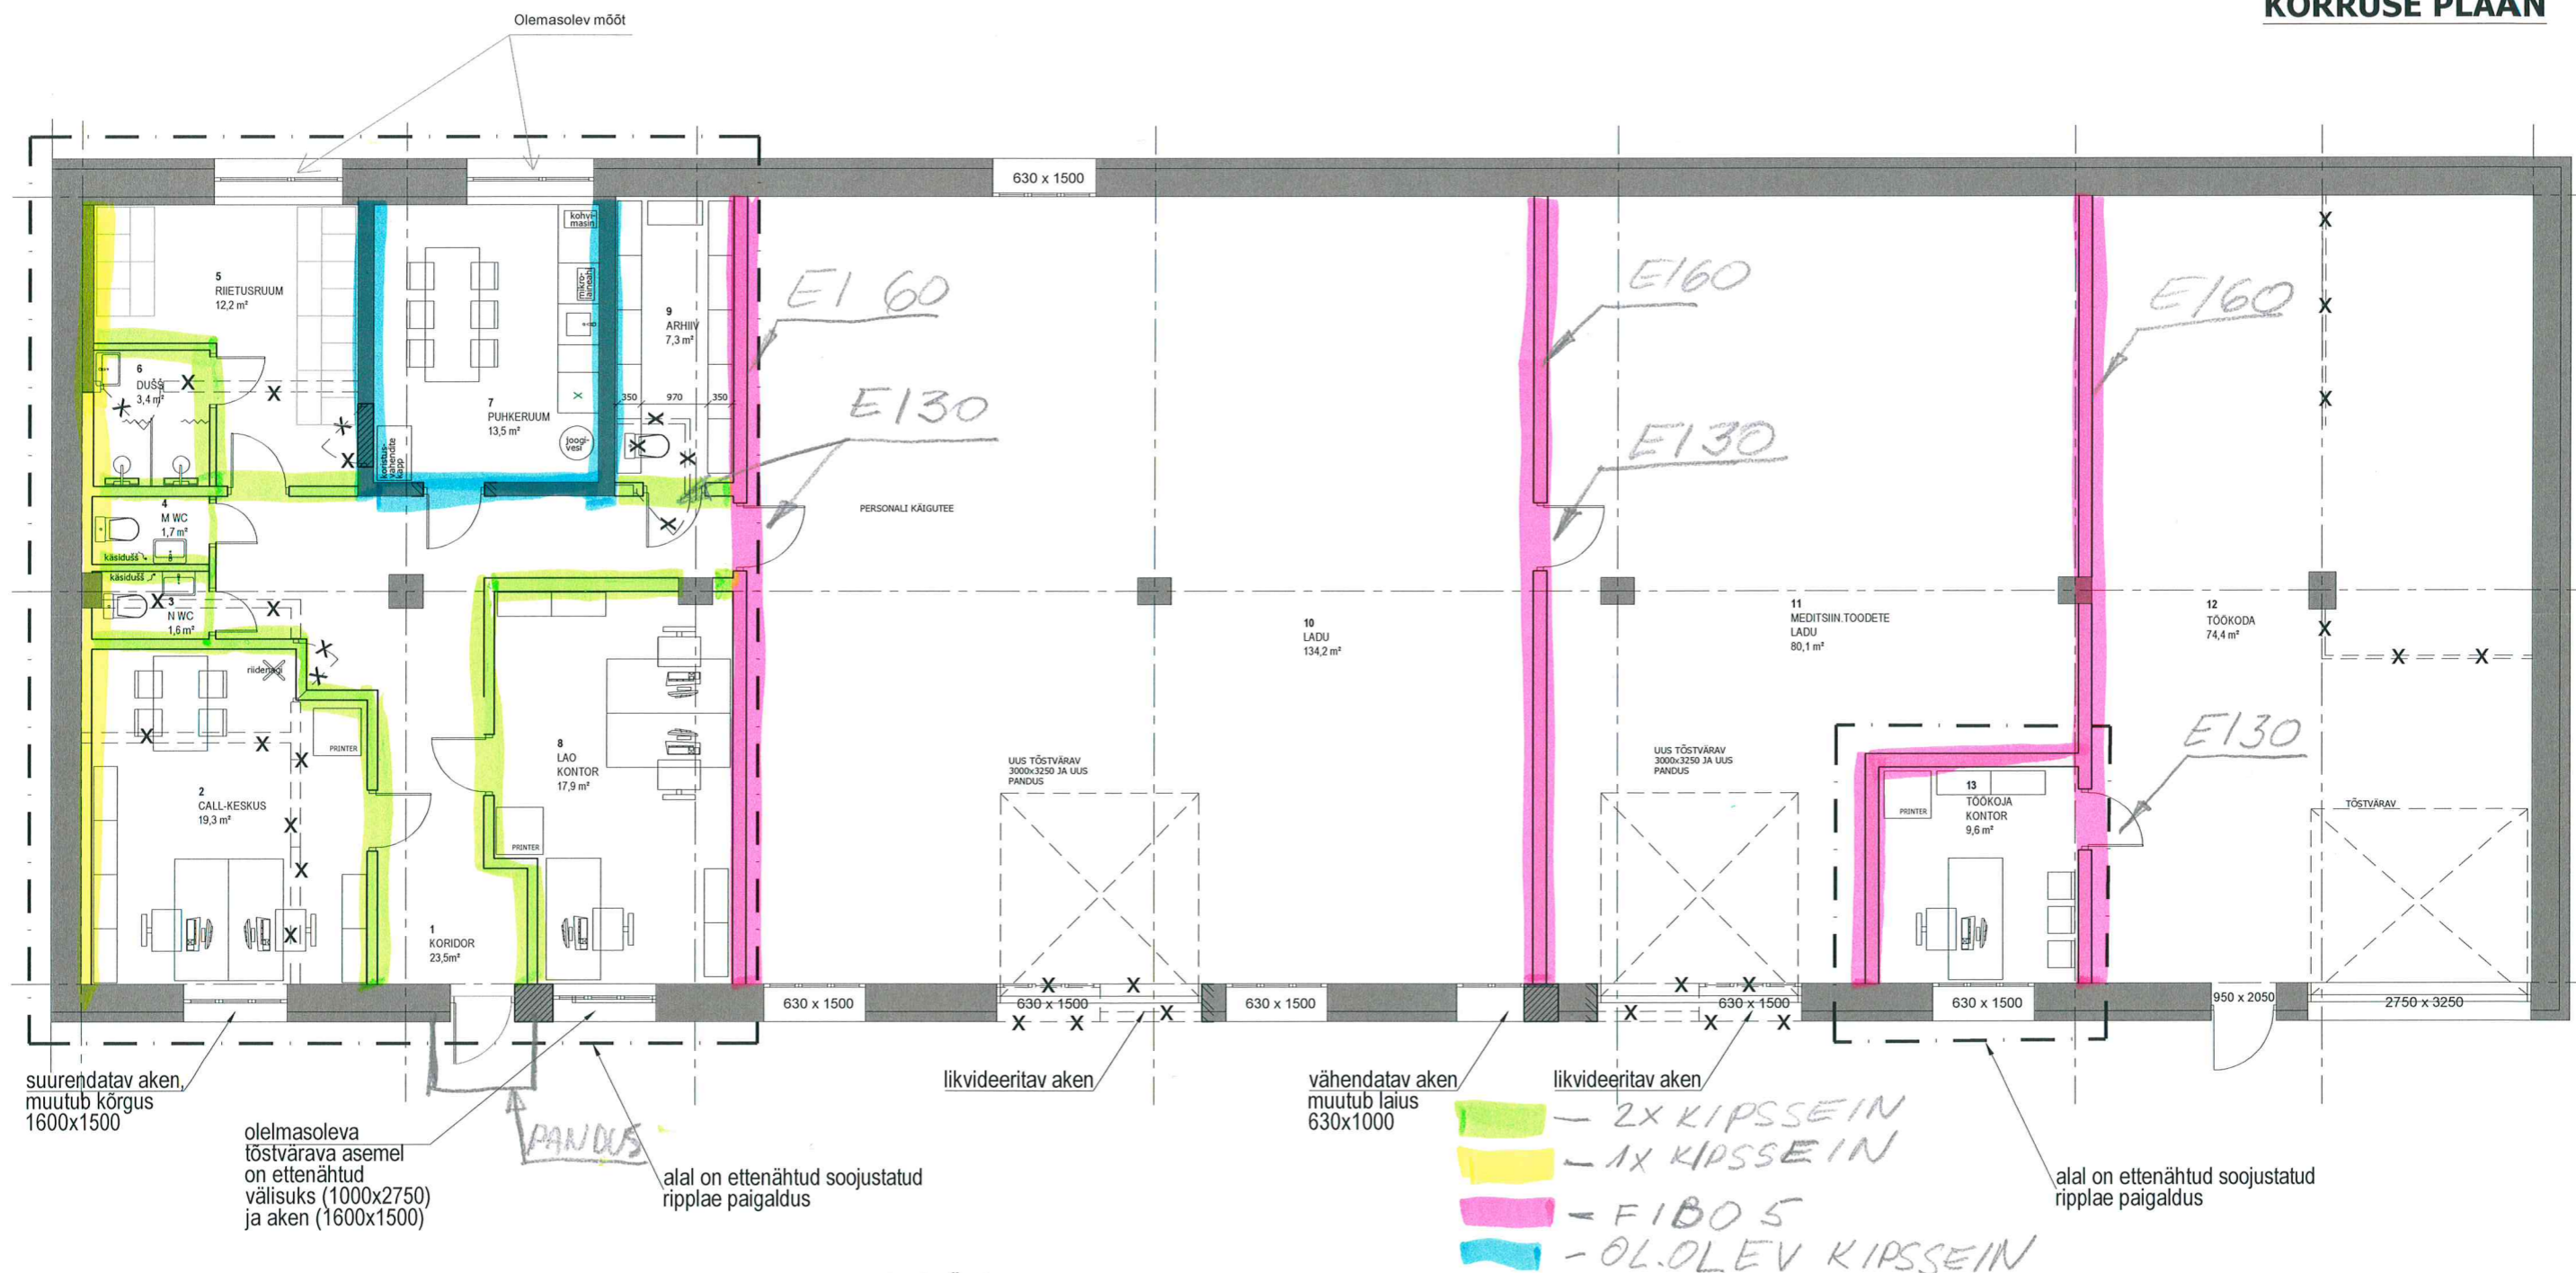 KORRUSE PLAAN
Olemasolev mõõt
630 x 1500
5
RIIETUSRUUM
12,2 m²
kohvi-
masin
mikro-
laineahi
7
PUHKERUUM
13,5 m²
joogi-
vesi
koristus-
vahendite
kapp
9
ARHIIV
7,3 m²
350
970
350
6
DUŠŠ
3,4 m²
4
M WC
1,7 m²
käsidušš
käsidušš
3
N WC
1,6 m²
riidenagi
PRINTER
2
CALL-KESKUS
19,3 m²
1
KORIDOR
23,5m²
8
LAO
KONTOR
17,9 m²
PRINTER
EI 60
EI30
PERSONALI KÄIGUTEE
EI60
EI30
EI60
EI30
10
LADU
134,2 m²
11
MEDITSIIN.TOODETE
LADU
80,1 m²
12
TÖÖKODA
74,4 m²
UUS TÕSTVÄRAV
3000x3250 JA UUS
PANDUS
UUS TÕSTVÄRAV
3000x3250 JA UUS
PANDUS
13
TÖÖKOJA
KONTOR
9,6 m²
PRINTER
TÕSTVÄRAV
630 x 1500
630 x 1500
630 x 1500
630 x 1500
630 x 1500
950 x 2050
2750 x 3250
suurendatav aken,
muutub kõrgus
1600x1500
olelmasoleva
tõstvärava asemel
on ettenähtud
välisuks (1000x2750)
ja aken (1600x1500)
PANDUS
alal on ettenähtud soojustatud
ripplae paigaldus
likvideeritav aken
vähendatav aken
muutub laius
630x1000
likvideeritav aken
alal on ettenähtud soojustatud
ripplae paigaldus
- 2X KIPSSEIN
- 1X KIPSSEIN
- FIBO 5
- OL.OLEV KIPSSEIN